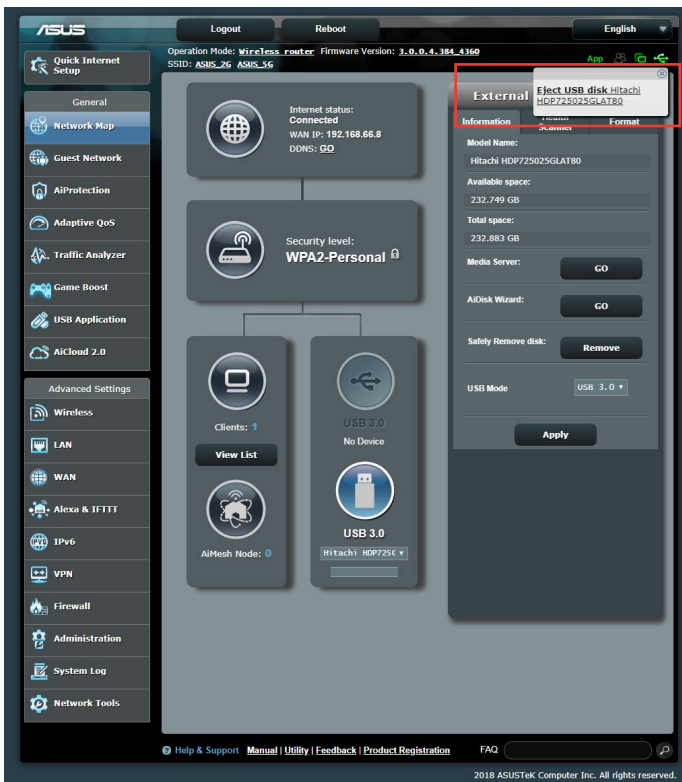 ASUS
Logout
Reboot
English
Quick Internet
Setup
Operation Mode: Wireless router Firmware Version: 3.0.0.4.384_4360
SSID: ASUS_2G ASUS_5G
App
General
Network Map
Guest Network
AiProtection
Adaptive QoS
Traffic Analyzer
Game Boost
USB Application
AiCloud 2.0
Advanced Settings
Wireless
LAN
WAN
Alexa & IFTTT
IPv6
VPN
Firewall
Administration
System Log
Network Tools
Internet status:
Connected
WAN IP: 192.168.66.8
DDNS: GO
Security level:
WPA2-Personal
Clients: 1
View List
AiMesh Node: 0
USB 3.0
No Device
USB 3.0
Hitachi HDP725(
External
Eject USB disk Hitachi
HDP725025GLAT80
Information
Health
Scanner
Format
Model Name:
Hitachi HDP725025GLAT80
Available space:
232.749 GB
Total space:
232.883 GB
Media Server:
GO
AiDisk Wizard:
GO
Safely Remove disk:
Remove
USB Mode
USB 3.0
Apply
Help & Support Manual | Utility | Feedback | Product Registration
FAQ
2018 ASUSTeK Computer Inc. All rights reserved.